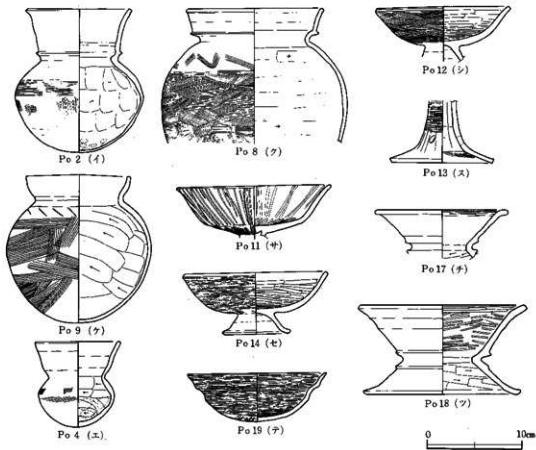 Po 2 (イ)
Po 8 (ク)
Po 12 (シ)
Po 13 (ス)
Po 9 (ケ)
Po 11 (サ)
Po 17 (チ)
Po 14 (セ)
Po 4 (エ)
Po 19 (テ)
Po 18 (ツ)
0 10cm